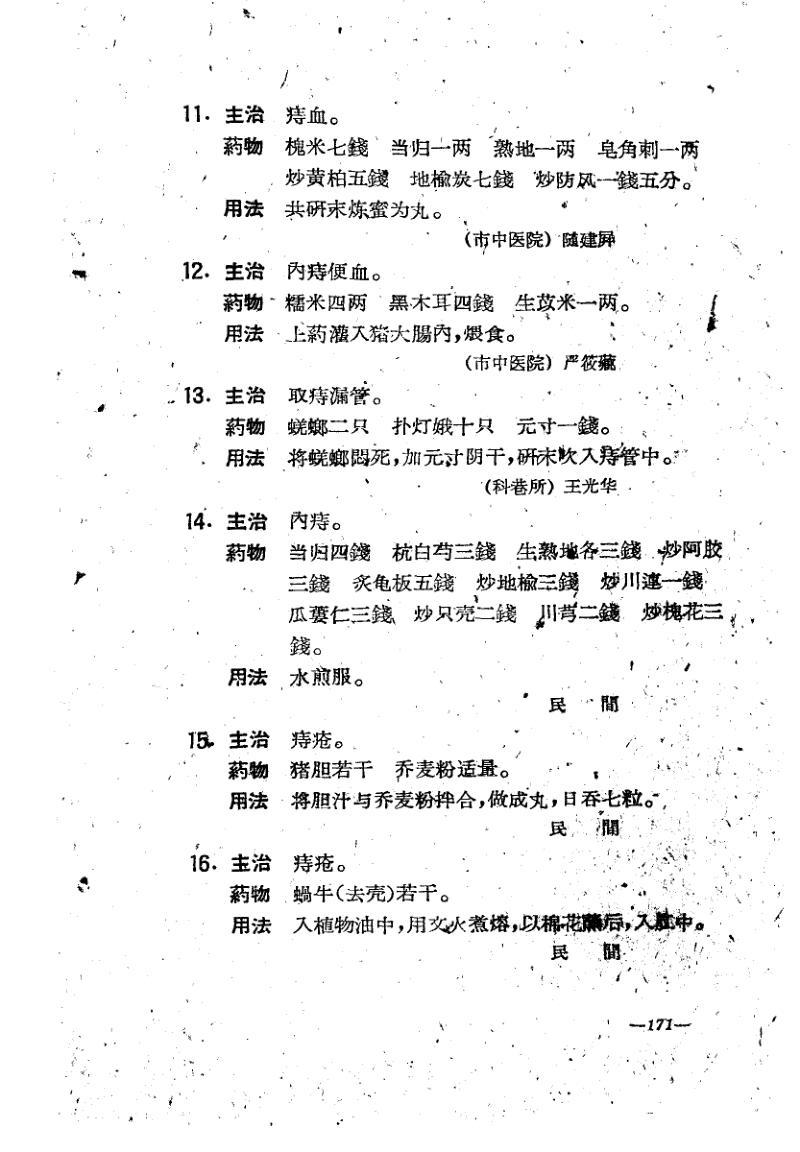 11. 主治 痔血。
葯物 槐米七錢 当归一两 熟地一两 皂角刺一两
炒黄柏五錢 地楡炭七錢 炒防风一錢五分。
用法 共研末炼蜜为丸。
(市中医院) 隨建屏
12. 主治 內痔便血。
葯物 糯米四两 黑木耳四錢 生苡米一两。
用法 上葯灌入猪大腸內,煨食。
(市中医院) 严筱藏
13. 主治 取痔漏管。
葯物 蜣螂二只 扑灯娥十只 元寸一錢。
用法 将蜣螂悶死,加元寸阴干,研末吹入痔管中。
(科巷所) 王光华
14. 主治 內痔。
葯物 当归四錢 杭白芍三錢 生熟地各三錢 炒阿胶
三錢 炙龟板五錢 炒地楡三錢 炒川連一錢
瓜蒌仁三錢 炒只壳二錢 川芎二錢 炒槐花三
錢。
用法 水煎服。
民 間
15. 主治 痔疮。
葯物 猪胆若干 乔麦粉适量。
用法 将胆汁与乔麦粉拌合,做成丸,日吞七粒。
民 間
16. 主治 痔疮。
葯物 蝸牛(去壳)若干。
用法 入植物油中,用文火煮熔,以棉花蘸后,入肛中。
民 間
—171—